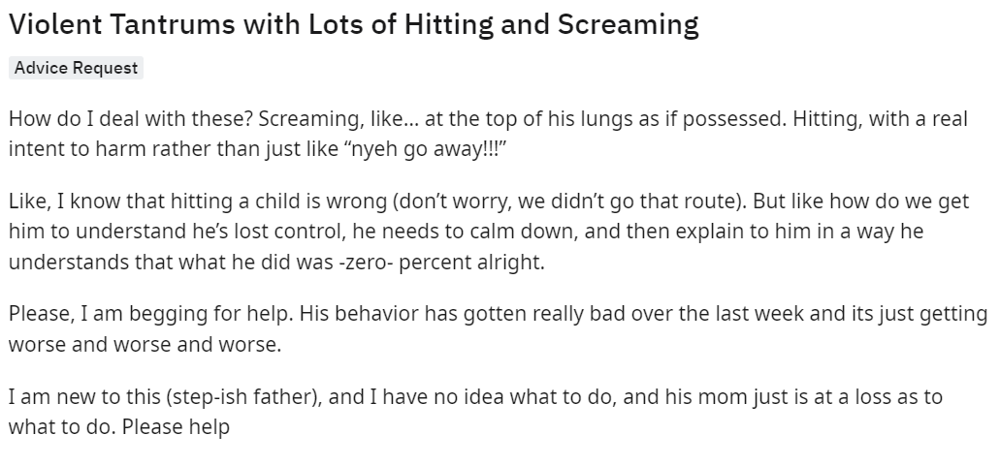 Violent Tantrums with Lots of Hitting and Screaming
Advice Request
How do I deal with these? Screaming, like... at the top of his lungs as if possessed. Hitting, with a real
intent to harm rather than just like “nyeh go away!!!”
Like, I know that hitting a child is wrong (don’t worry, we didn’t go that route). But like how do we get
him to understand he’s lost control, he needs to calm down, and then explain to him in a way he
understands that what he did was -zero- percent alright.
Please, I am begging for help. His behavior has gotten really bad over the last week and its just getting
worse and worse and worse.
I am new to this (step-ish father), and I have no idea what to do, and his mom just is at a loss as to
what to do. Please help